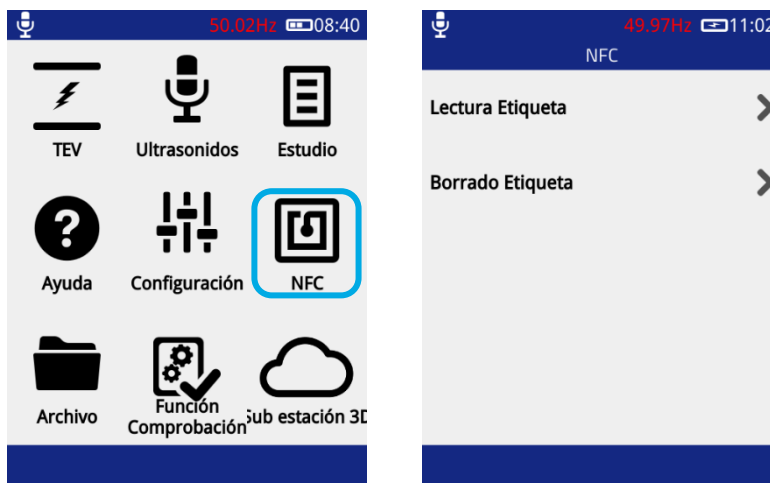 50.02Hz 08:40
TEV Ultrasonidos Estudio
Ayuda Configuración NFC
Archivo Función Comprobación Sub estación 3D
49.97Hz 11:02
NFC
Lectura Etiqueta
Borrado Etiqueta